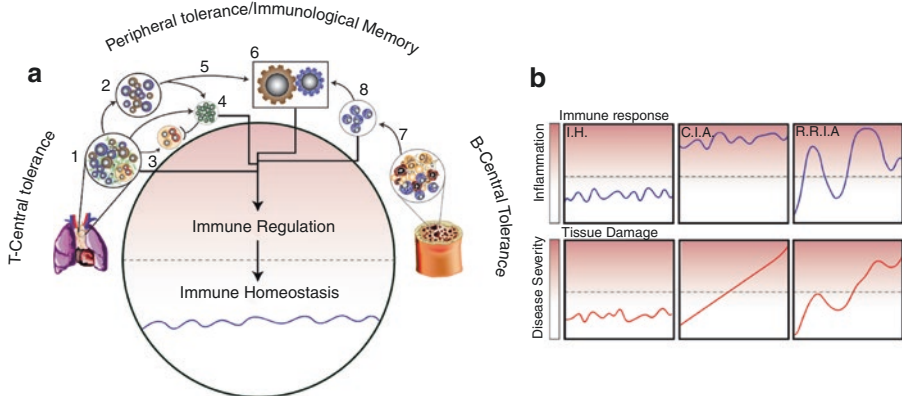 Peripheral tolerance/Immunological Memory
a
T-Central tolerance
B-Central Tolerance
1
2
3
4
5
6
7
8
Immune Regulation
Immune Homeostasis
b
Immune response
Inflammation
I.H.
C.I.A.
R.R.I.A
Tissue Damage
Disease Severity